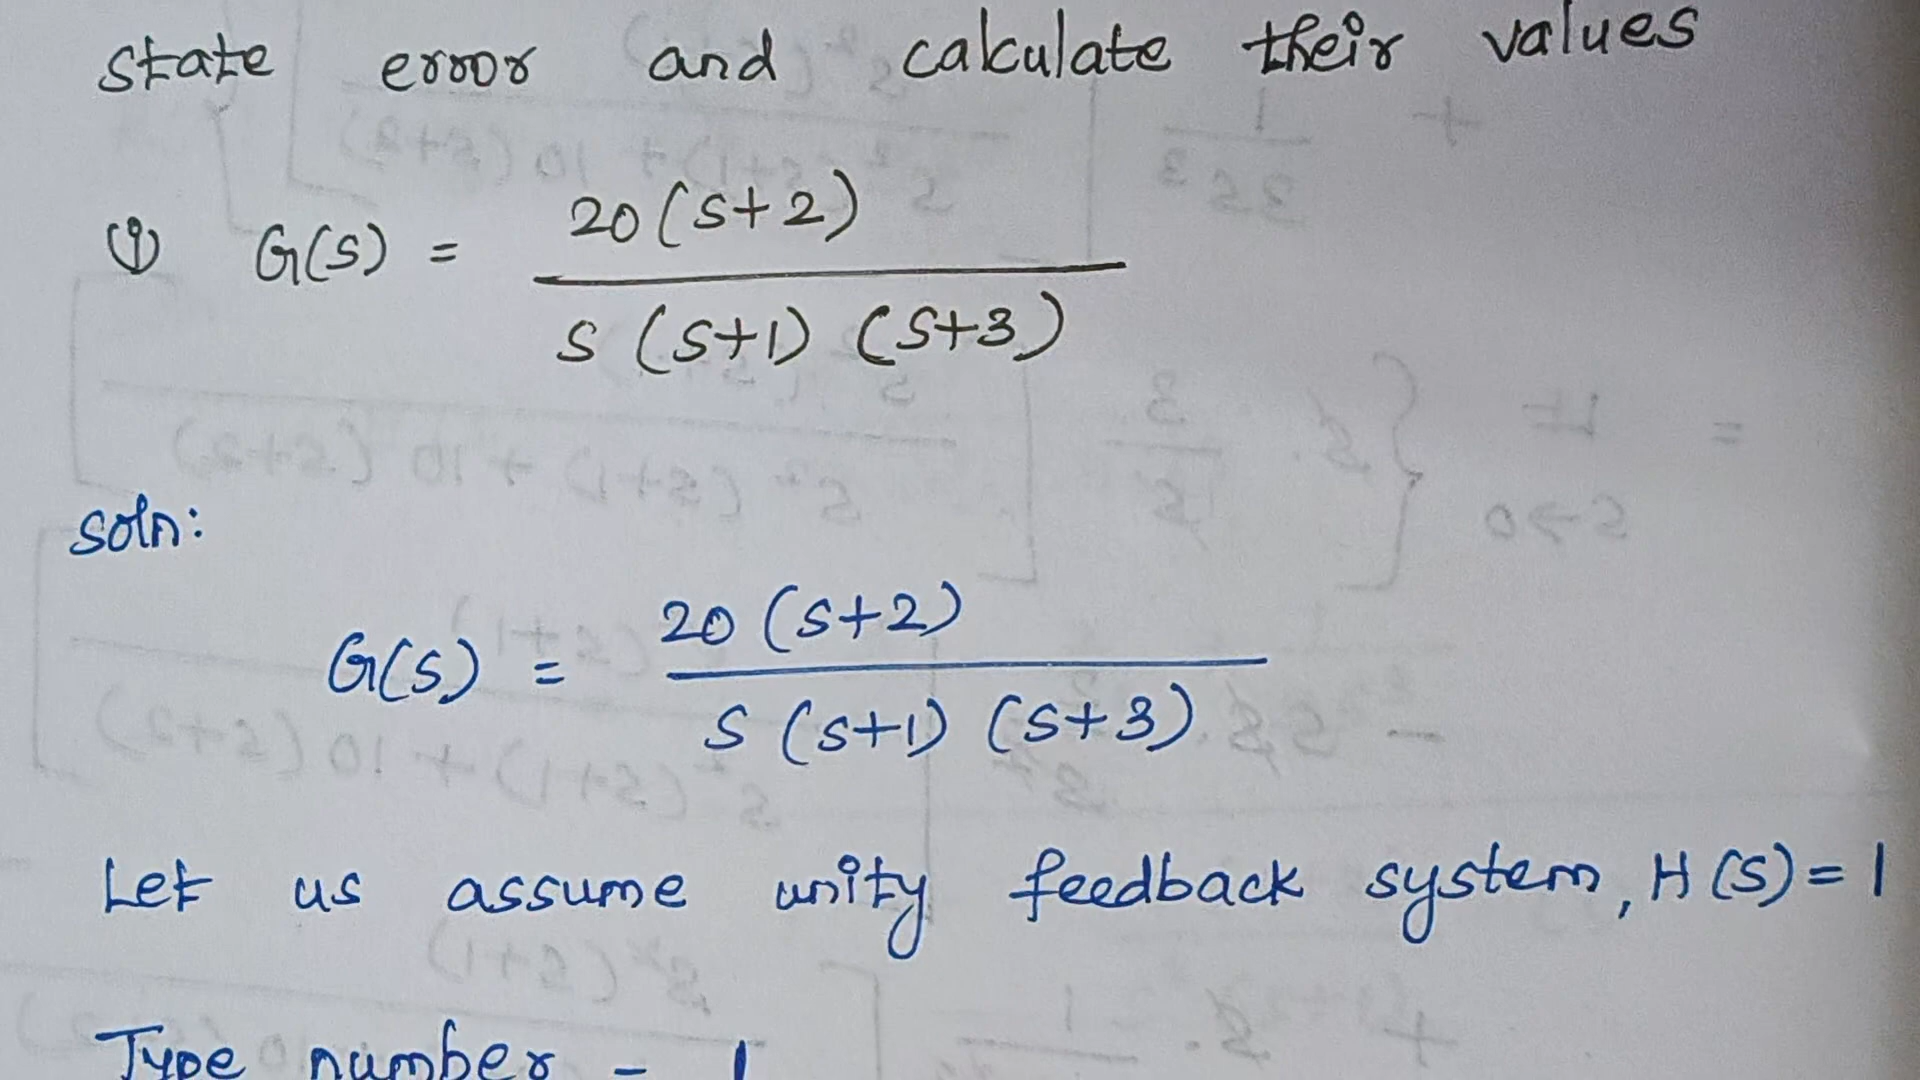 state error and calculate their values
(i) G(s) = 20(s+2)
s (s+1) (s+3)
soln:
G(s) = 20 (s+2)
s (s+1) (s+3)
Let us assume unity feedback system, H(s) = 1
Type number - 1